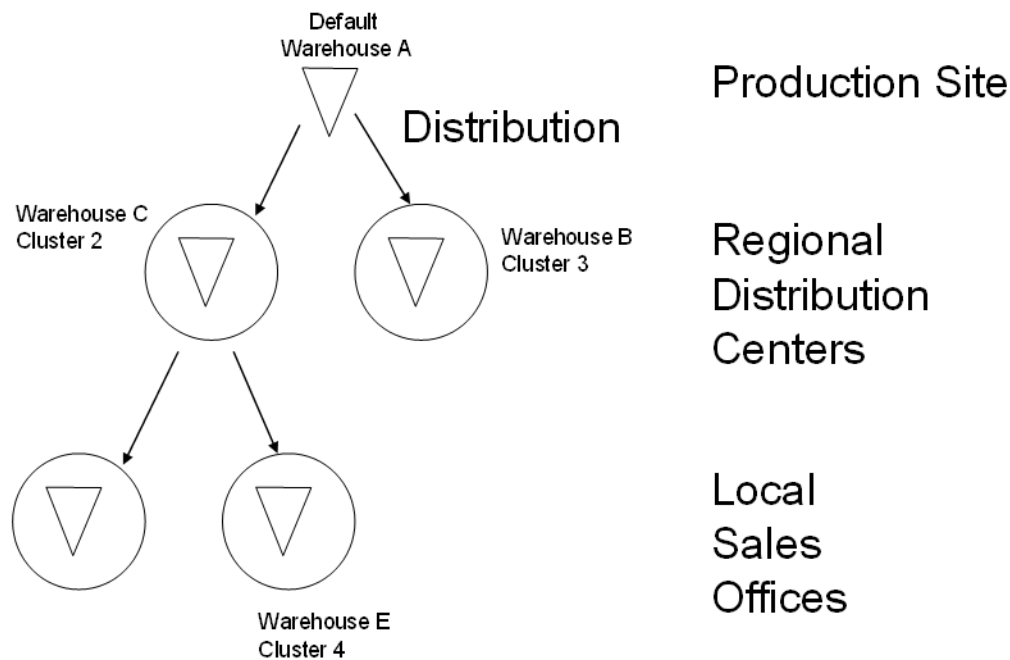 Default
Warehouse A
Production Site
Distribution
Warehouse C
Cluster 2
Warehouse B
Cluster 3
Regional
Distribution
Centers
Local
Sales
Offices
Warehouse E
Cluster 4